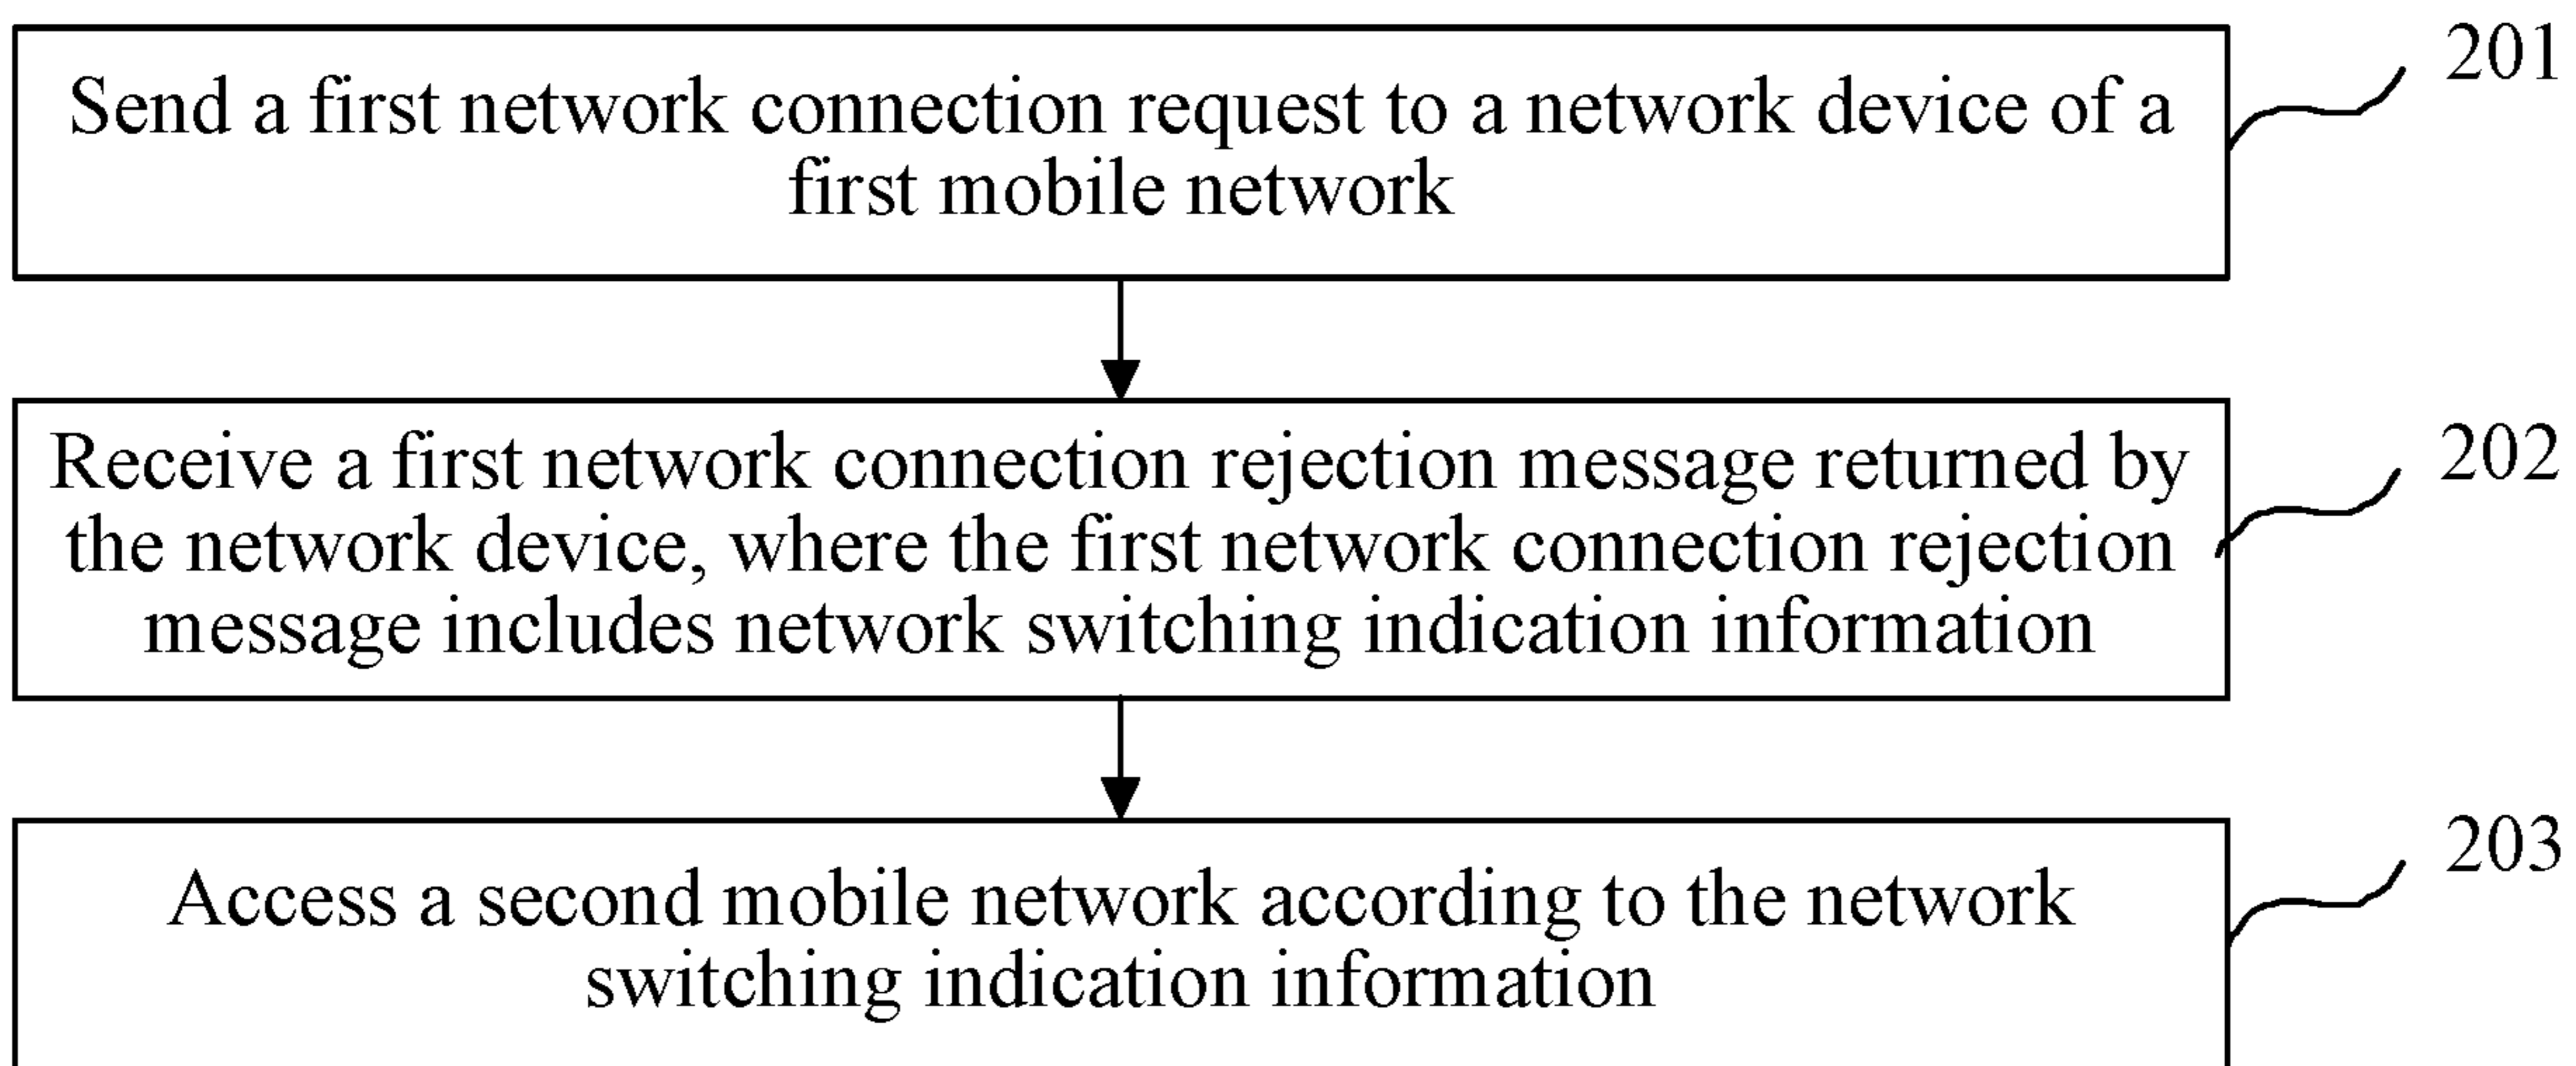 Send a first network connection request to a network device of a
first mobile network
201
Receive a first network connection rejection message returned by
the network device, where the first network connection rejection
message includes network switching indication information
202
Access a second mobile network according to the network
switching indication information
203